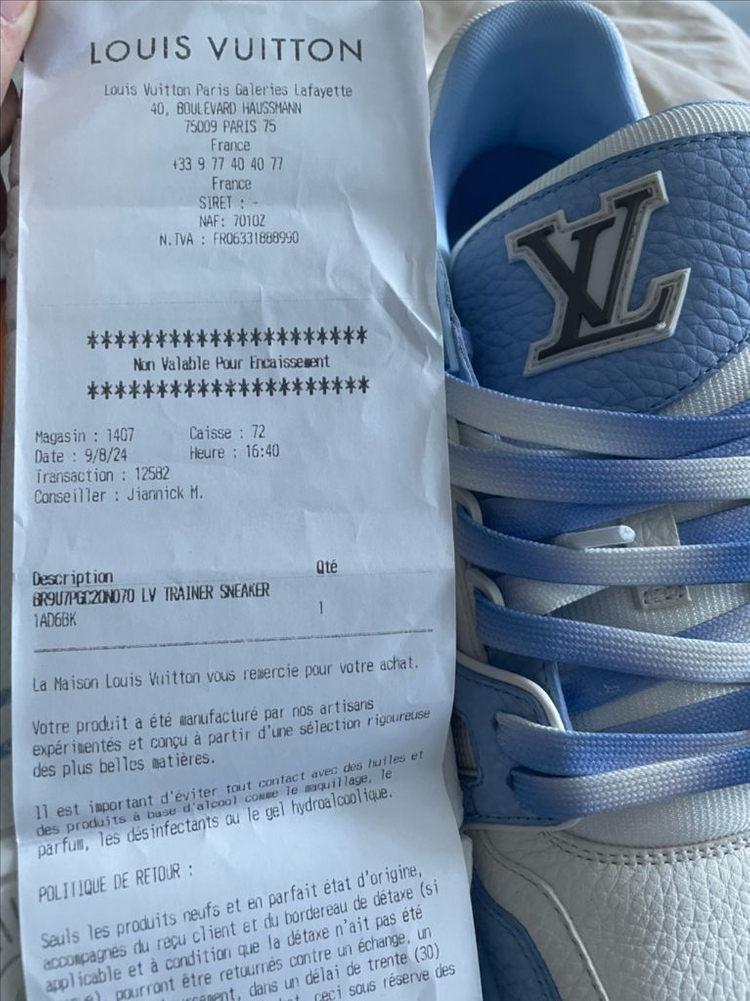 LOUIS VUITTON
Louis Vuitton Paris Galeries Lafayette
40, BOULEVARD HAUSSMANN
75009 PARIS 75
France
+33 9 77 40 40 77
France
SIRET : -
NAF: 7010Z
N.TVA : FR06331888990
********************
Non Valable Pour Encaissement
********************
Magasin : 1407 Caisse : 72
Date : 9/8/24 Heure : 16:40
Transaction : 12582
Conseiller : Jiannick M.
Description Qté
LV TRAINER SNEAKER
1AD6BK 1
La Maison Louis Vuitton vous remercie pour votre achat.
Votre produit a été manufacturé par nos artisans
expérimentés et conçu à partir d'une sélection rigoureuse
des plus belles matières.
Il est important d'éviter tout contact avec des huiles et
des produits à base d'alcool comme le maquillage, le
parfum, les désinfectants ou le gel hydroalcoolique.
POLITIQUE DE RETOUR :
Seuls les produits neufs et en parfait état d'origine,
accompagnés du reçu client et du bordereau de détaxe (si
applicable et à condition que la détaxe n'ait pas été
pourront être retournés contre un échange, un
dans un délai de trente (30)
ceci sous réserve des
LV